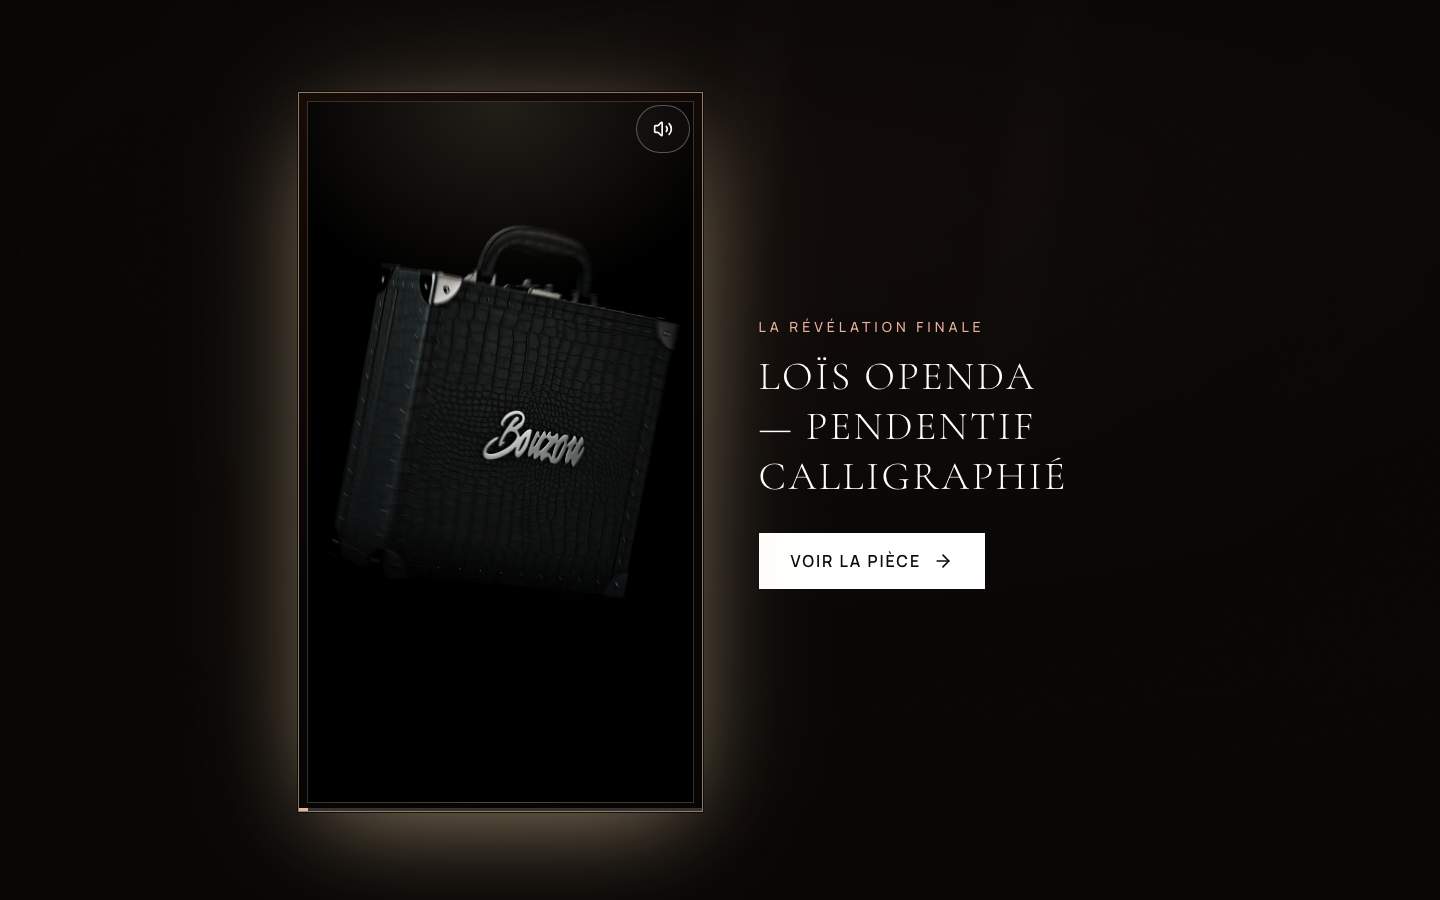 Bouzou
LA RÉVÉLATION FINALE
LOÏS OPENDA
— PENDENTIF
CALLIGRAPHIÉ
VOIR LA PIÈCE →